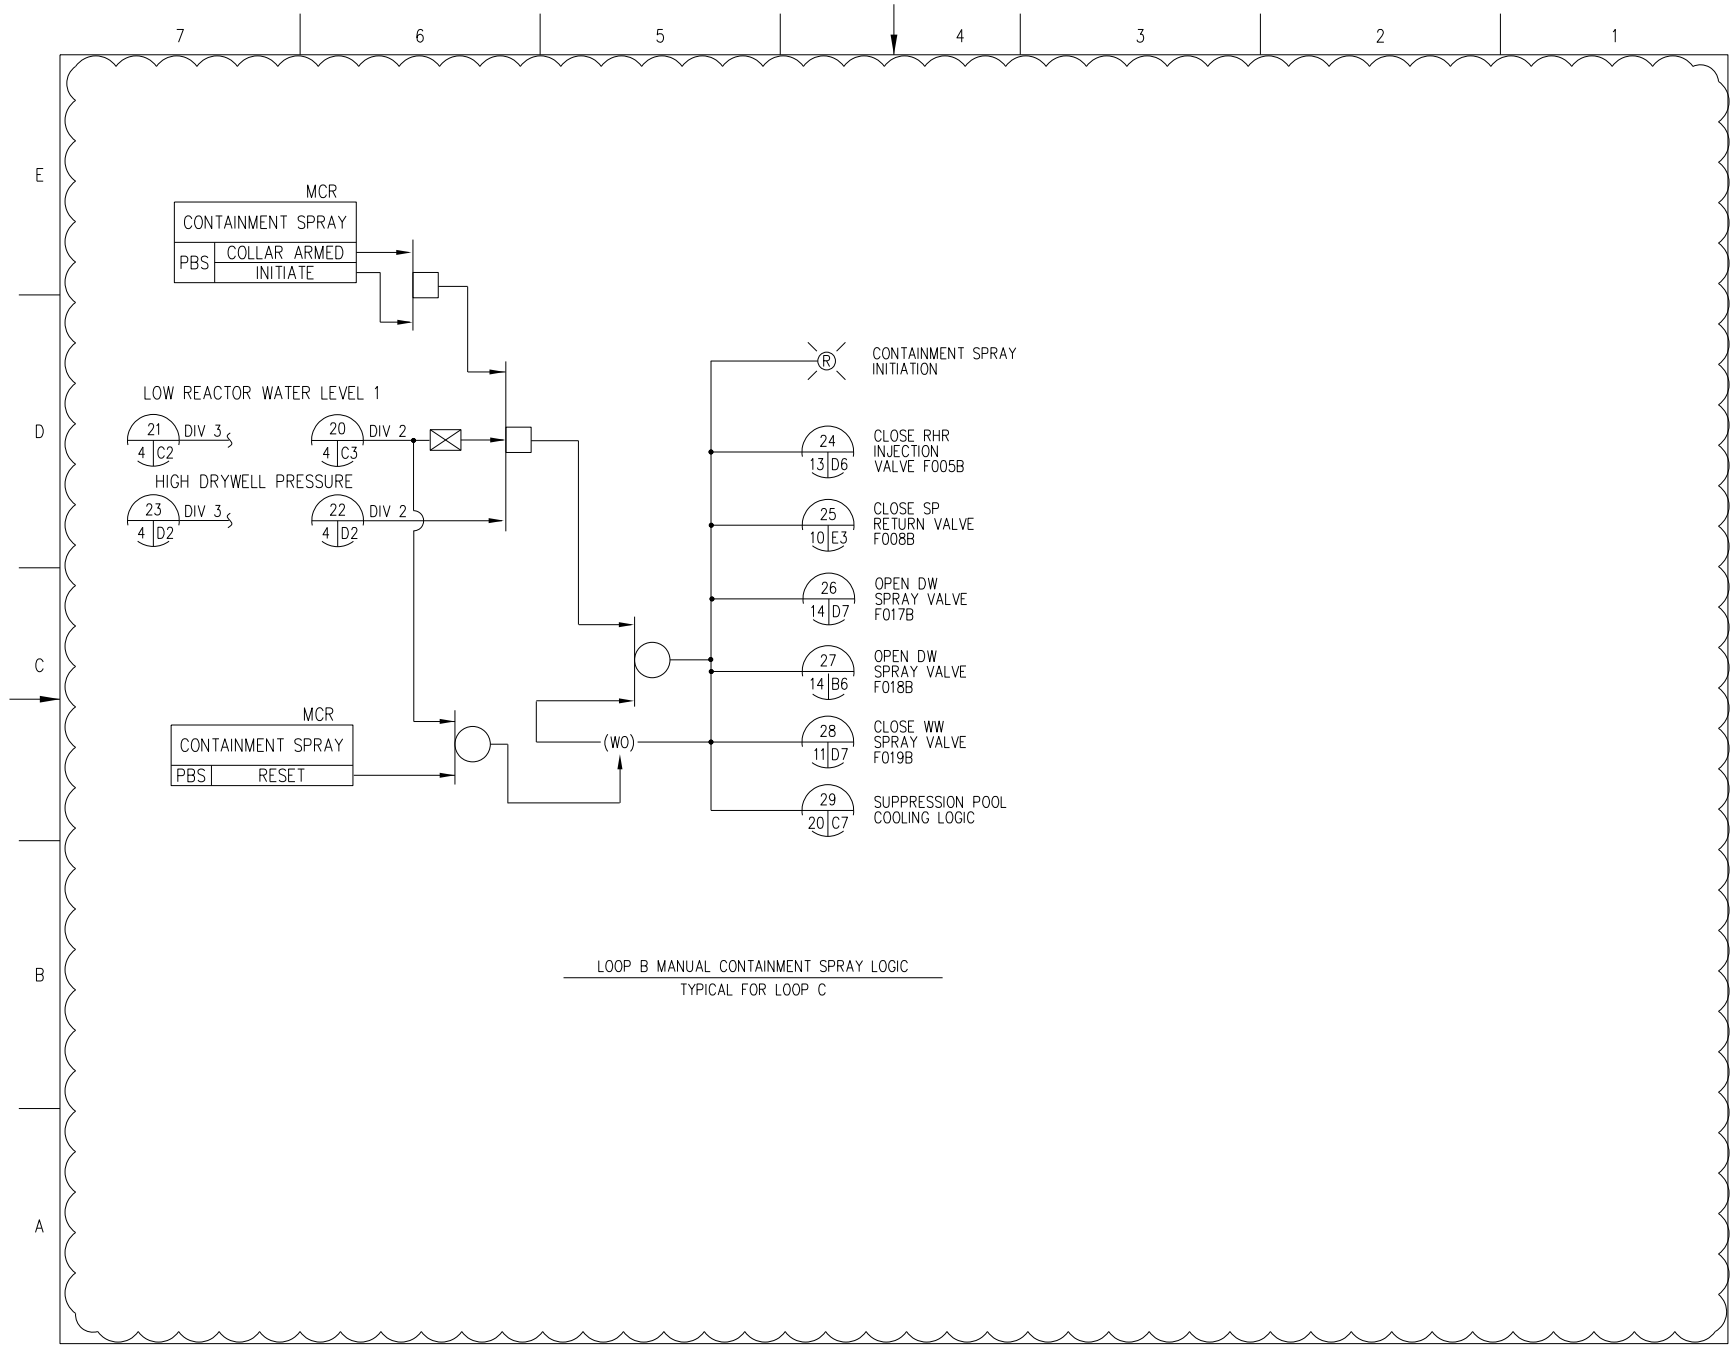 7 6 5 4 3 2 1
E
MCR
CONTAINMENT SPRAY
PBS COLLAR ARMED
INITIATE
R CONTAINMENT SPRAY
INITIATION
LOW REACTOR WATER LEVEL 1
D
21 DIV 3 20 DIV 2
4 C2 4 C3
24 CLOSE RHR
INJECTION
13 D6 VALVE F005B
HIGH DRYWELL PRESSURE
23 DIV 3 22 DIV 2
4 D2 4 D2
25 CLOSE SP
RETURN VALVE
10 E3 F008B
26 OPEN DW
SPRAY VALVE
14 D7 F017B
C
27 OPEN DW
SPRAY VALVE
14 B6 F018B
MCR
CONTAINMENT SPRAY
PBS RESET
(WO)
28 CLOSE WW
SPRAY VALVE
11 D7 F019B
29 SUPPRESSION POOL
20 C7 COOLING LOGIC
B
LOOP B MANUAL CONTAINMENT SPRAY LOGIC
TYPICAL FOR LOOP C
A